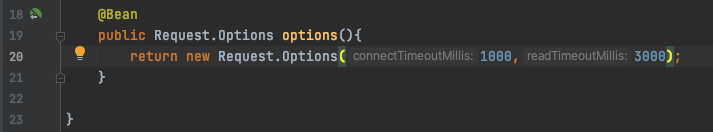 18 @Bean
19 public Request.Options options(){
20 return new Request.Options( connectTimeoutMillis: 1000, readTimeoutMillis: 3000);
21 }
22
23 }